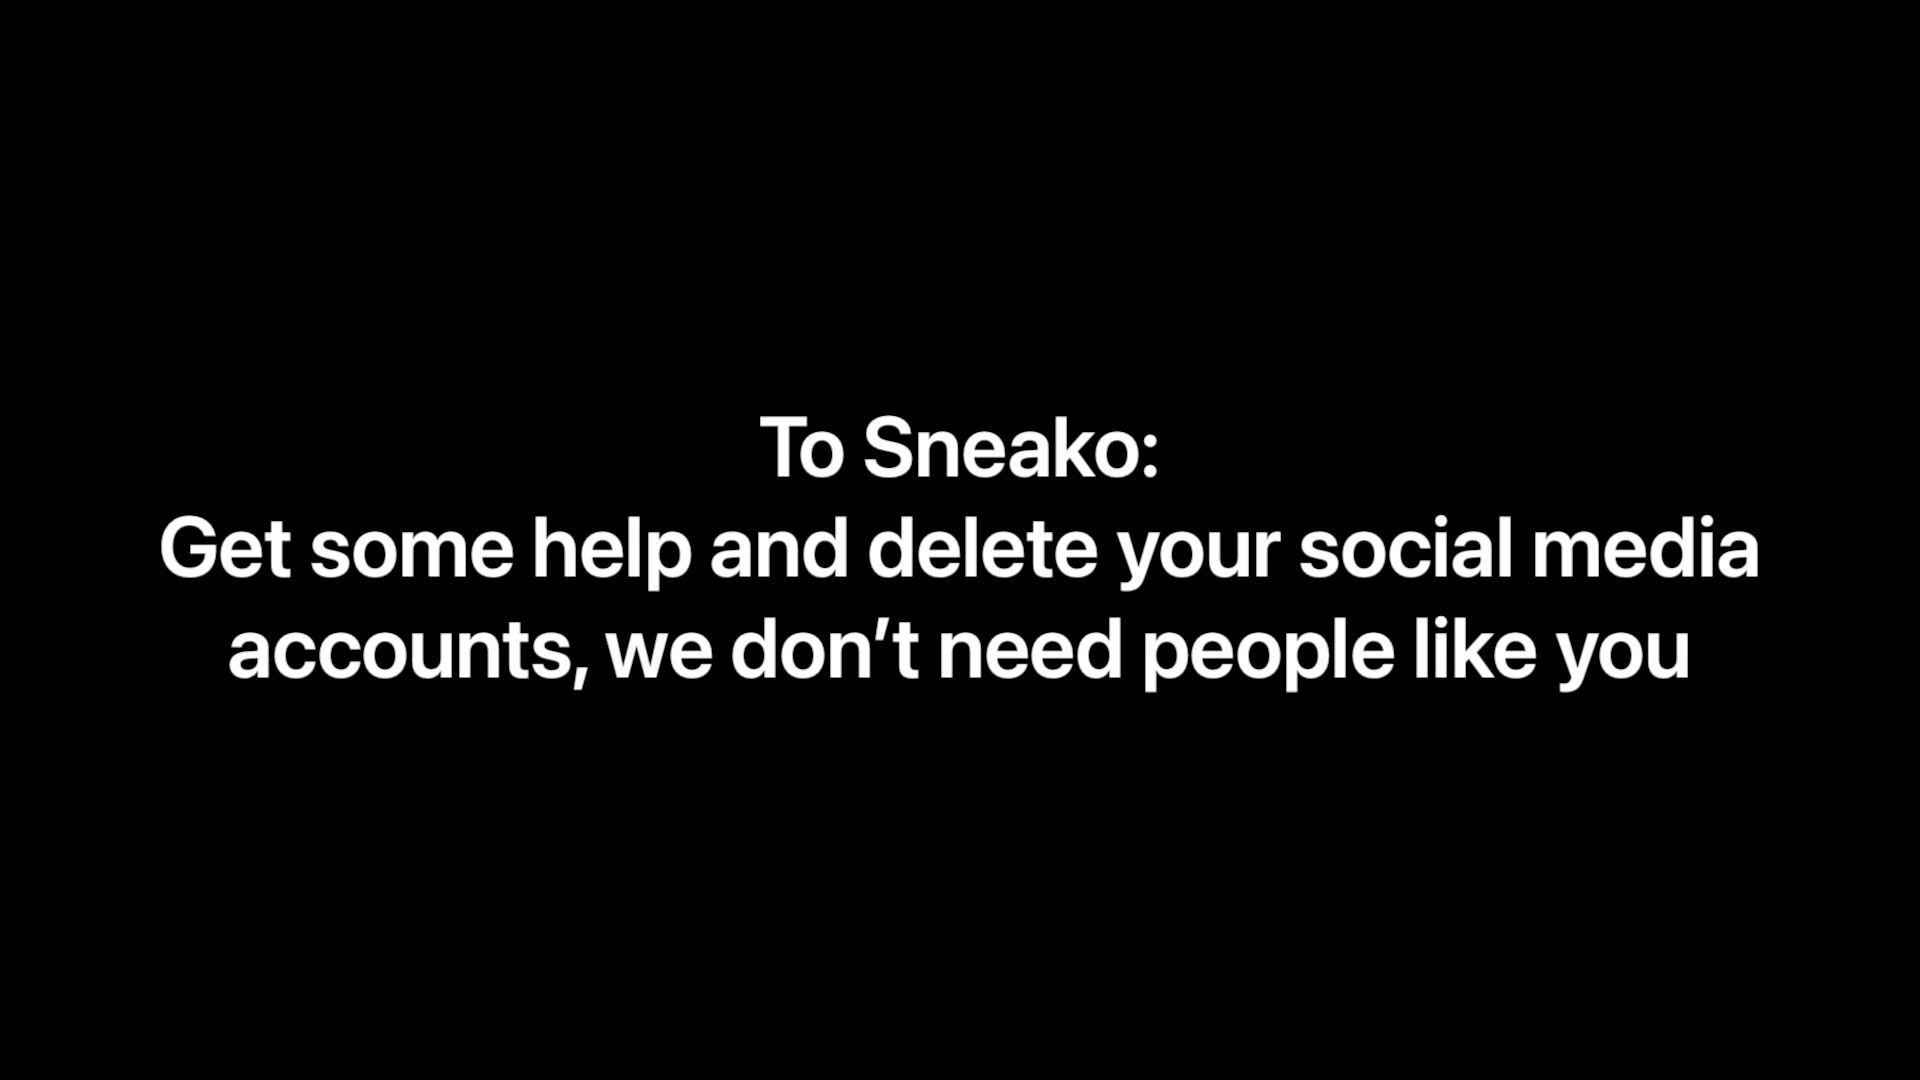 To Sneako:
Get some help and delete your social media
accounts, we don’t need people like you